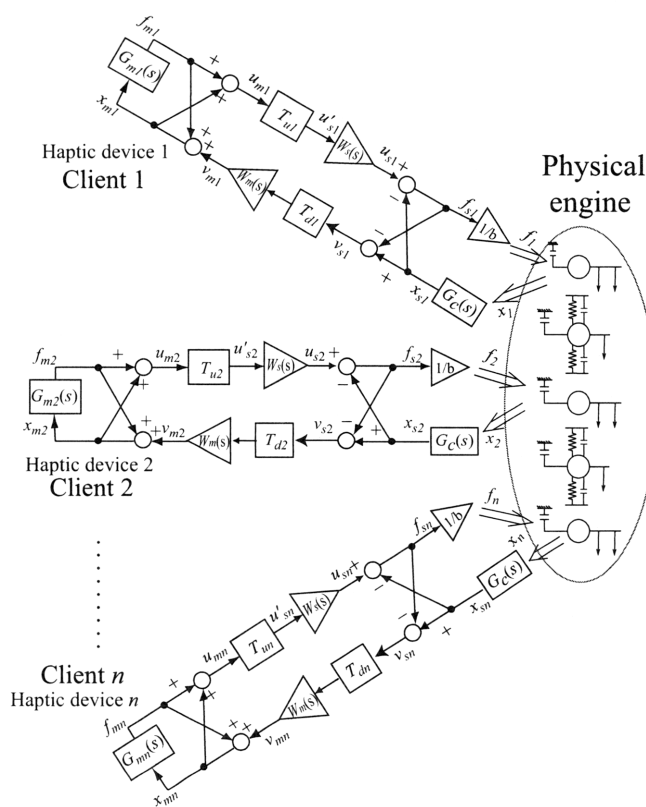 f_m1
G_m1(s)
x_m1
+
+
u_m1
T_u1
u'_s1
W_s(s)
u_s1
+
−
f_s1
1/b
f_1
+
+
Haptic device 1
Client 1
v_m1
W_m(s)
T_d1
v_s1
−
+
x_s1
G_C(s)
x_1
Physical
engine
f_m2
G_m2(s)
x_m2
+
+
u_m2
T_u2
u'_s2
W_s(s)
u_s2
+
−
f_s2
1/b
f_2
+
+
v_m2
W_m(s)
T_d2
v_s2
−
+
x_s2
G_C(s)
x_2
Haptic device 2
Client 2
Client n
Haptic device n
f_mn
G_mn(s)
x_mn
+
+
u_mn
T_un
u'_sn
W_s(s)
u_sn
+
−
f_sn
1/b
f_n
+
+
v_mn
W_m(s)
T_dn
v_sn
−
+
x_sn
G_C(s)
x_n